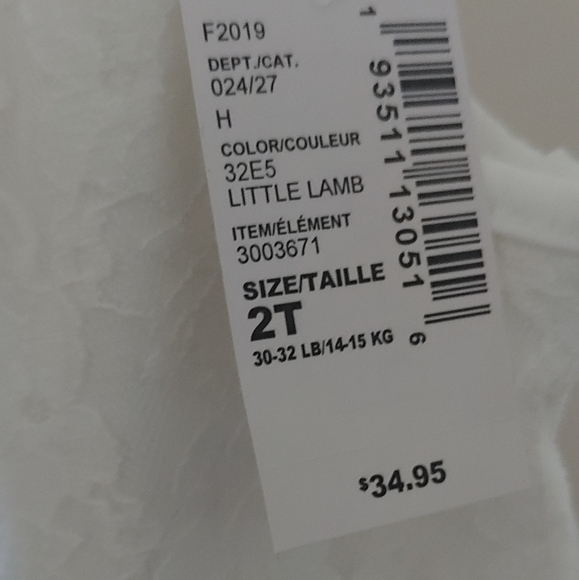 F2019
DEPT./CAT.
024/27
H
COLOR/COULEUR
32E5
LITTLE LAMB
ITEM/ÉLÉMENT
3003671
SIZE/TAILLE
2T
30-32 LB/14-15 KG
$34.95
1 93511 13051 6